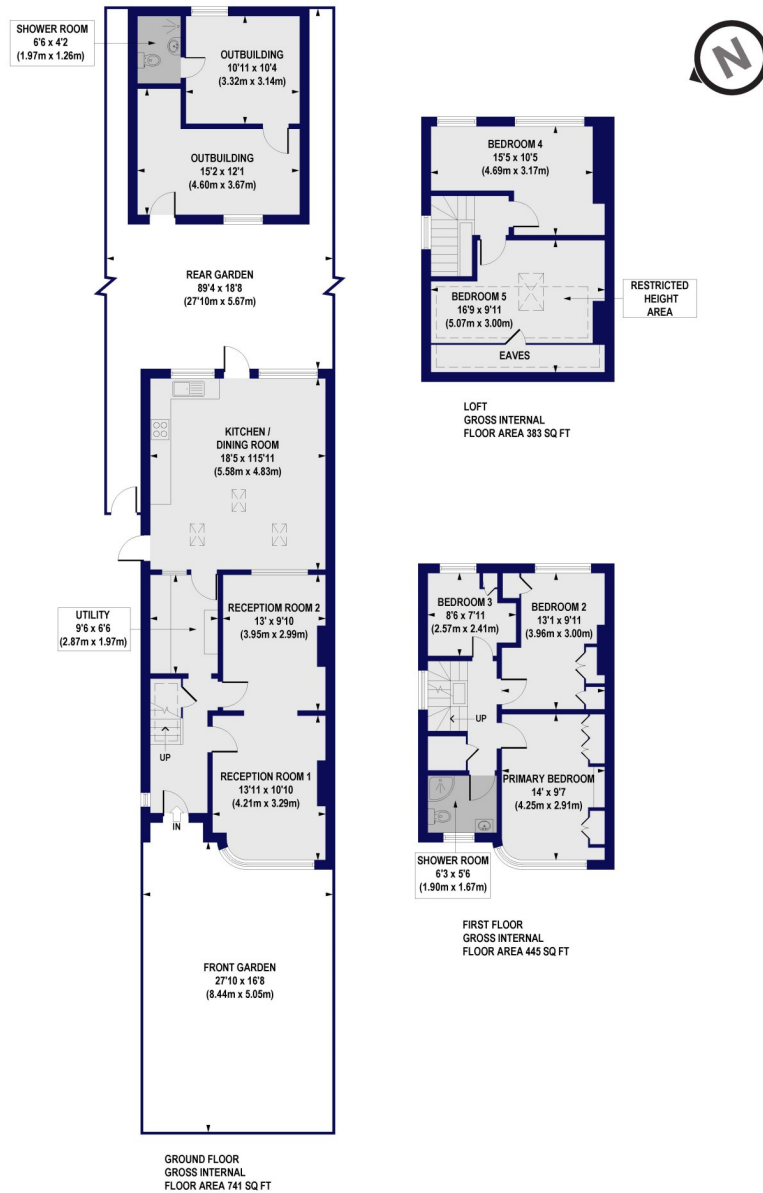 SHOWER ROOM
6'6 x 4'2
(1.97m x 1.26m)
OUTBUILDING
10'11 x 10'4
(3.32m x 3.14m)
OUTBUILDING
15'2 x 12'1
(4.60m x 3.67m)
REAR GARDEN
89'4 x 18'8
(27'10m x 5.67m)
KITCHEN /
DINING ROOM
18'5 x 115'11
(5.58m x 4.83m)
UTILITY
9'6 x 6'6
(2.87m x 1.97m)
RECEPTIOM ROOM 2
13' x 9'10
(3.95m x 2.99m)
UP
RECEPTION ROOM 1
13'11 x 10'10
(4.21m x 3.29m)
IN
FRONT GARDEN
27'10 x 16'8
(8.44m x 5.05m)
GROUND FLOOR
GROSS INTERNAL
FLOOR AREA 741 SQ FT
N
BEDROOM 4
15'5 x 10'5
(4.69m x 3.17m)
BEDROOM 5
16'9 x 9'11
(5.07m x 3.00m)
RESTRICTED
HEIGHT
AREA
EAVES
LOFT
GROSS INTERNAL
FLOOR AREA 383 SQ FT
BEDROOM 3
8'6 x 7'11
(2.57m x 2.41m)
BEDROOM 2
13'1 x 9'11
(3.96m x 3.00m)
UP
PRIMARY BEDROOM
14' x 9'7
(4.25m x 2.91m)
SHOWER ROOM
6'3 x 5'6
(1.90m x 1.67m)
FIRST FLOOR
GROSS INTERNAL
FLOOR AREA 445 SQ FT